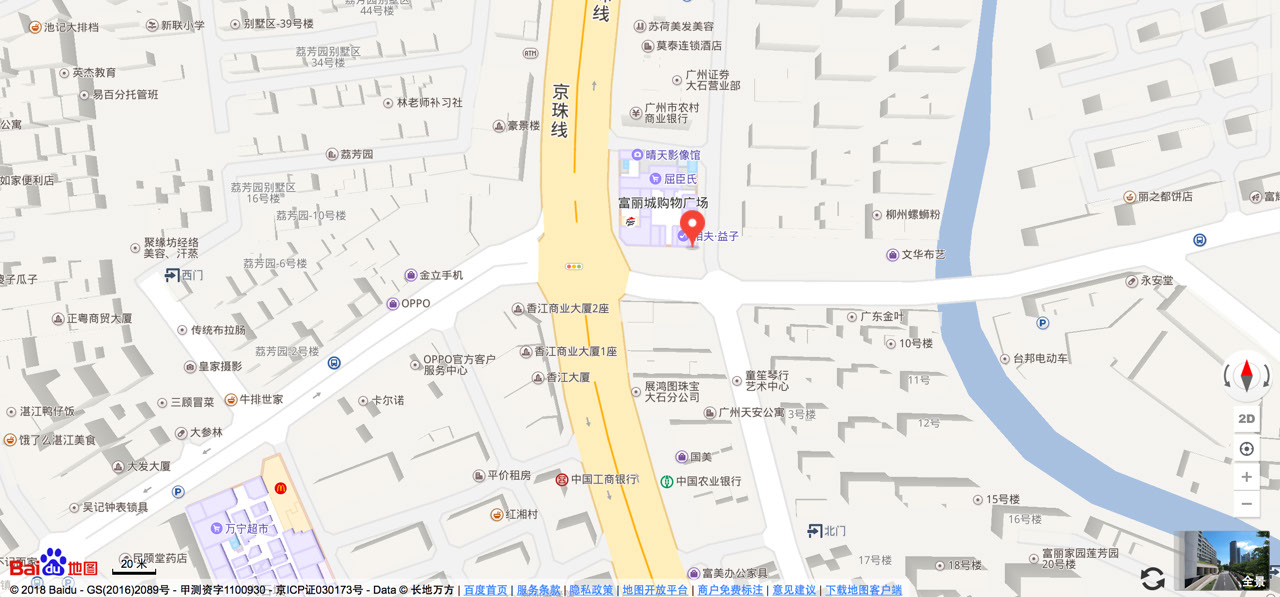 池记大排档
新联小学
别墅区-39号楼
荔芳园别墅区
44号楼
荔芳园别墅区
34号楼
英杰教育
易百分托管班
公寓
林老师补习社
豪景楼
荔芳园
ATM
珠
线
京
珠
线
苏荷美发美容
莫泰连锁酒店
广州证券
大石营业部
广州市农村
商业银行
晴天影像馆
屈臣氏
富丽城购物广场
相夫·益子
如家便利店
荔芳园别墅区
16号楼
荔芳园-10号楼
荔芳园-6号楼
聚缘坊经络
美容、汗蒸
西门
傻子瓜子
正粤商贸大厦
传统布拉肠
荔芳园-2号楼
皇家摄影
金立手机
OPPO
OPPO官方客户
服务中心
香江商业大厦2座
香江商业大厦1座
香江大厦
柳州螺蛳粉
文华布艺
丽之都饼店
富
永安堂
广东金叶
10号楼
11号
12号
台邦电动车
P
展鸿图珠宝
大石分公司
童笙琴行
艺术中心
广州天安公寓
3号楼
湛江鸭仔饭
三顾冒菜
牛排世家
卡尔诺
大参林
饿了么湛江美食
大发大厦
P
吴记钟表锁具
万宁超市
平价租房
中国工商银行
红湘村
国美
中国农业银行
北门
富美办公家具
15号楼
16号楼
17号楼
18号楼
富丽家园莲芳园
20号楼
颐堂药店
2D
+
−
全景
Bai du 地图
20 米
© 2018 Baidu - GS(2016)2089号 - 甲测资字1100930 - 京ICP证030173号 - Data © 长地万方 | 百度首页 | 服务条款 | 隐私政策 | 地图开放平台 | 商户免费标注 | 意见建议 | 下载地图客户端